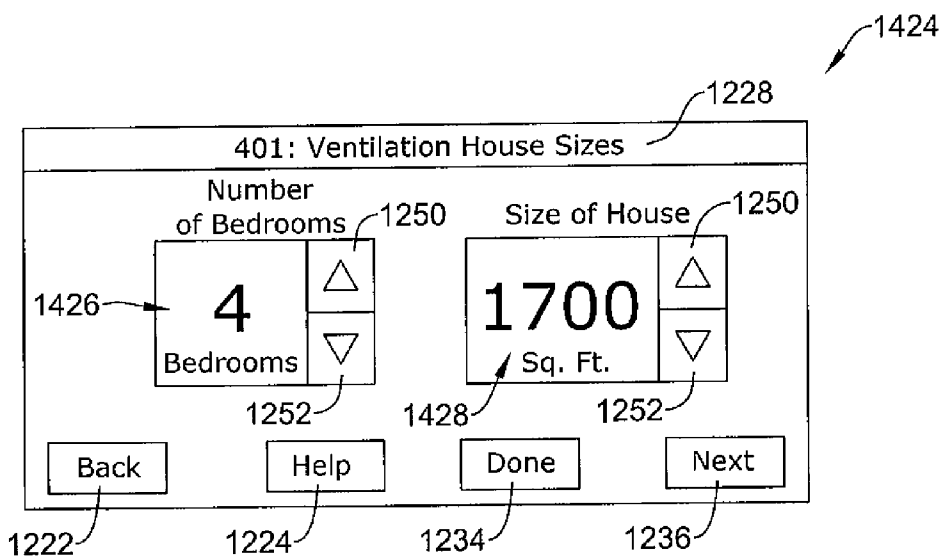 1424
1228
401: Ventilation House Sizes
Number
of Bedrooms
1250
Size of House
1250
1426
4
Bedrooms
1700
Sq. Ft.
1252
1428
1252
Back
Help
Done
Next
1222
1224
1234
1236